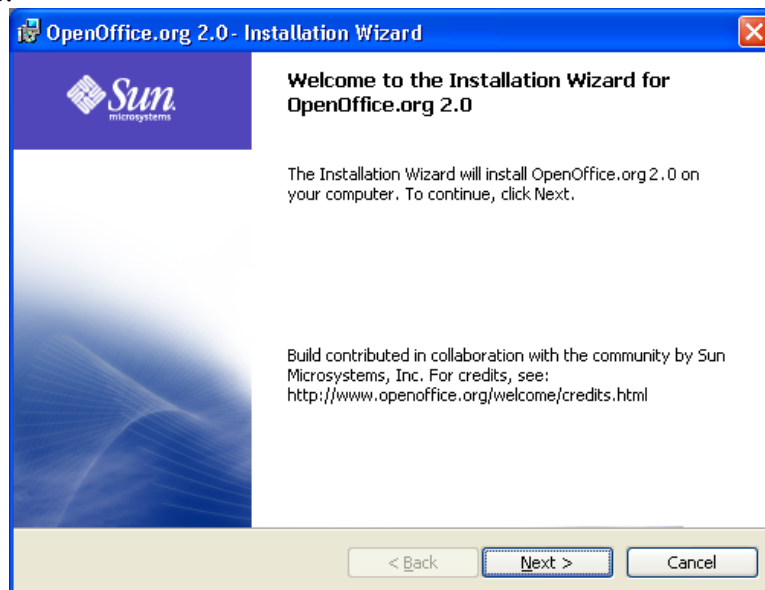 OpenOffice.org 2.0 - Installation Wizard
Sun
microsystems
Welcome to the Installation Wizard for
OpenOffice.org 2.0
The Installation Wizard will install OpenOffice.org 2.0 on
your computer. To continue, click Next.
Build contributed in collaboration with the community by Sun
Microsystems, Inc. For credits, see:
http://www.openoffice.org/welcome/credits.html
< Back
Next >
Cancel